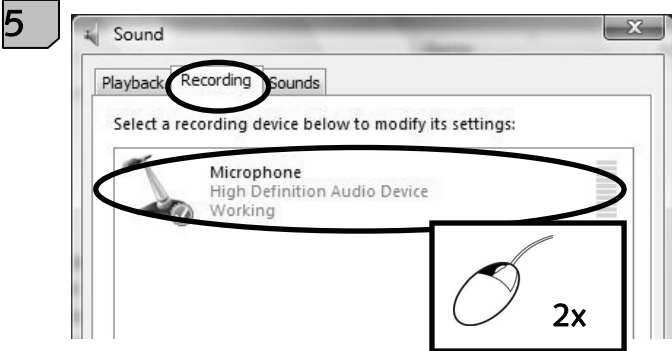 5
Sound
Playback Recording Sounds
Select a recording device below to modify its settings:
Microphone
High Definition Audio Device
Working
2x